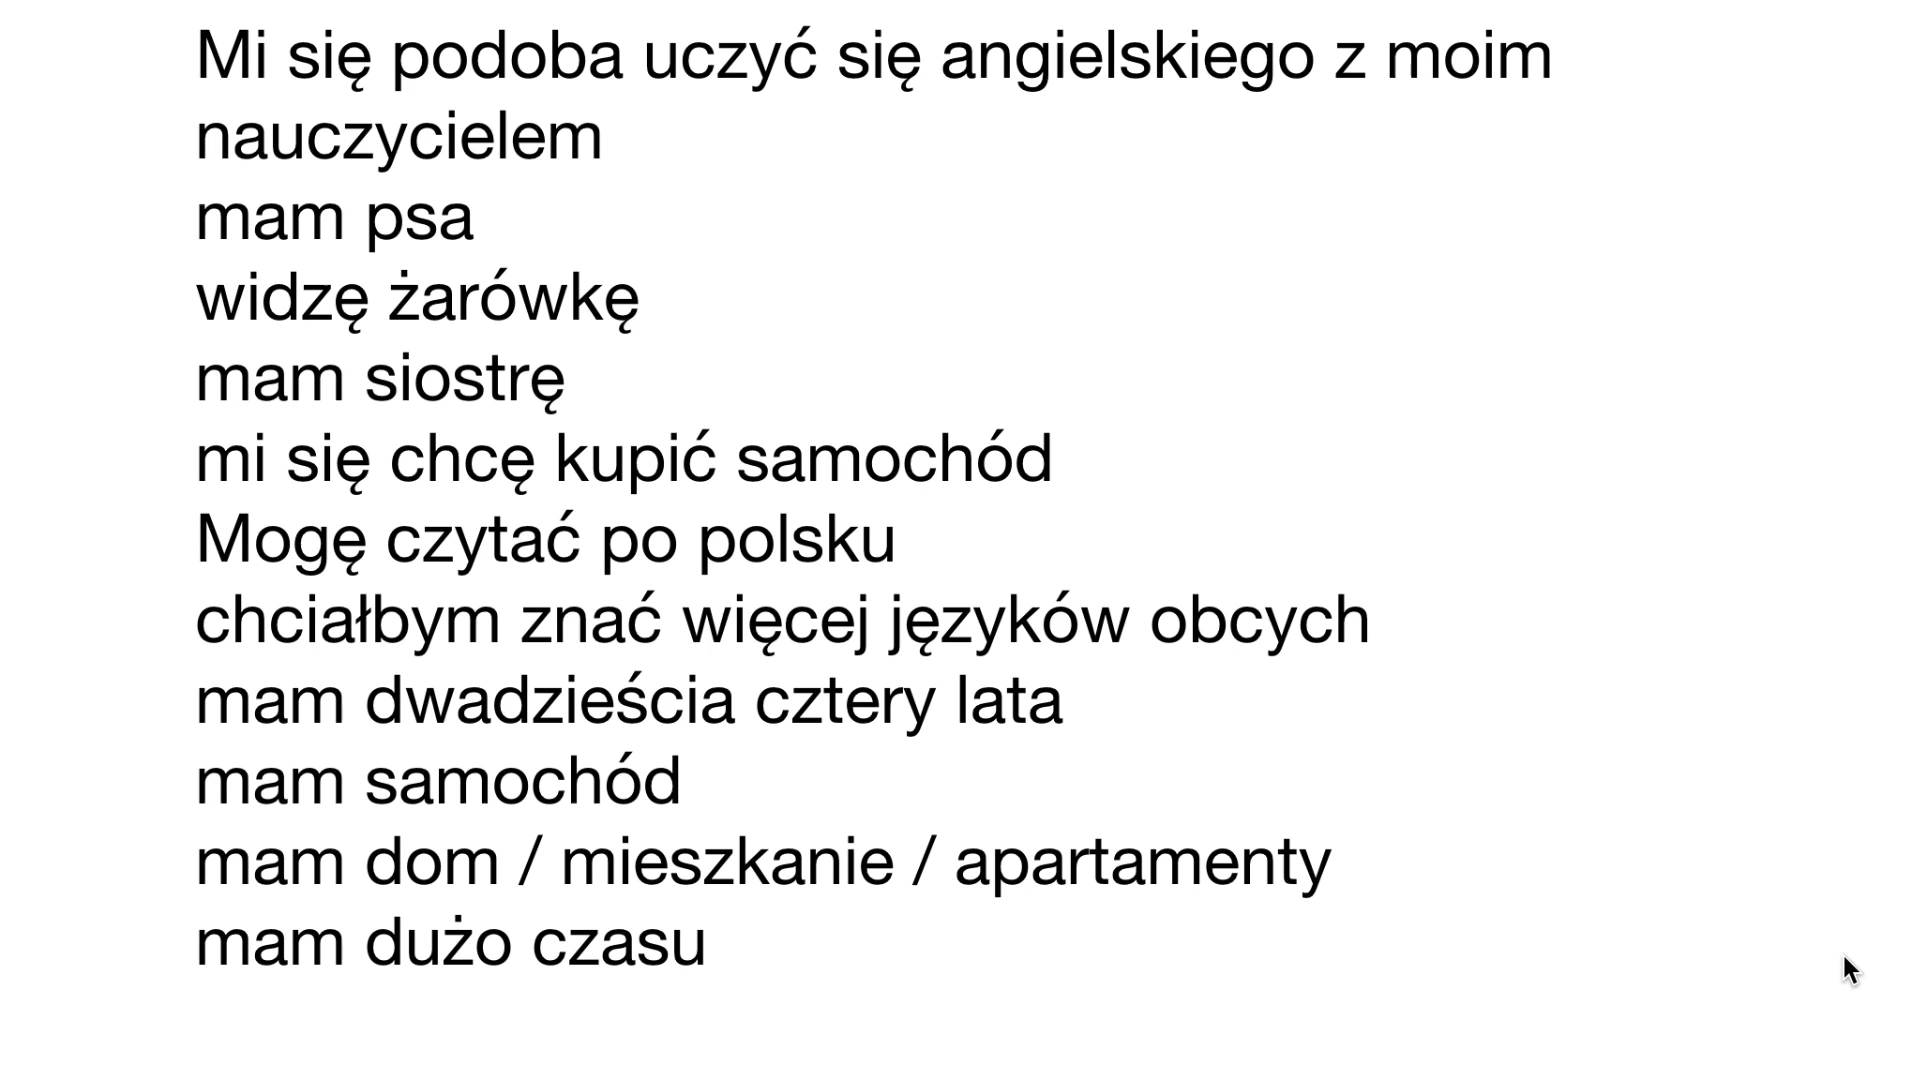 Mi się podoba uczyć się angielskiego z moim
nauczycielem
mam psa
widzę żarówkę
mam siostrę
mi się chcę kupić samochód
Mogę czytać po polsku
chciałbym znać więcej języków obcych
mam dwadzieścia cztery lata
mam samochód
mam dom / mieszkanie / apartamenty
mam dużo czasu